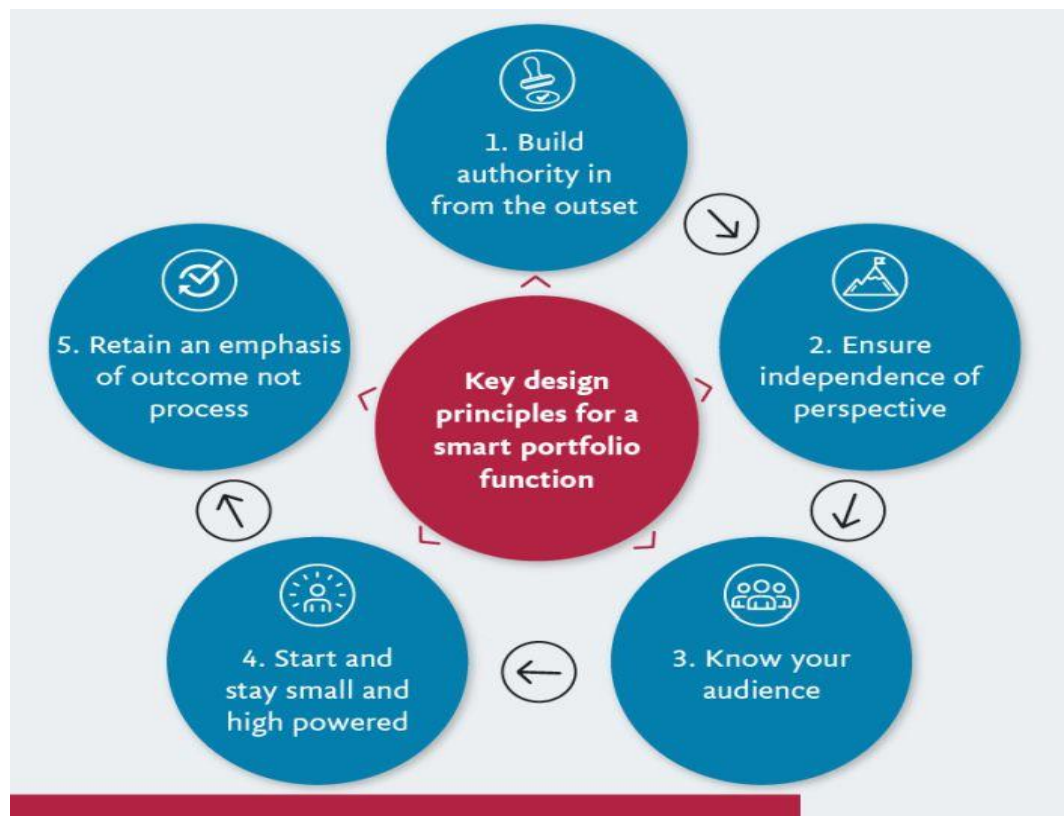 1. Build
authority in
from the outset
2. Ensure
independence of
perspective
3. Know your
audience
4. Start and
stay small and
high powered
5. Retain an emphasis
of outcome not
process
Key design
principles for a
smart portfolio
function